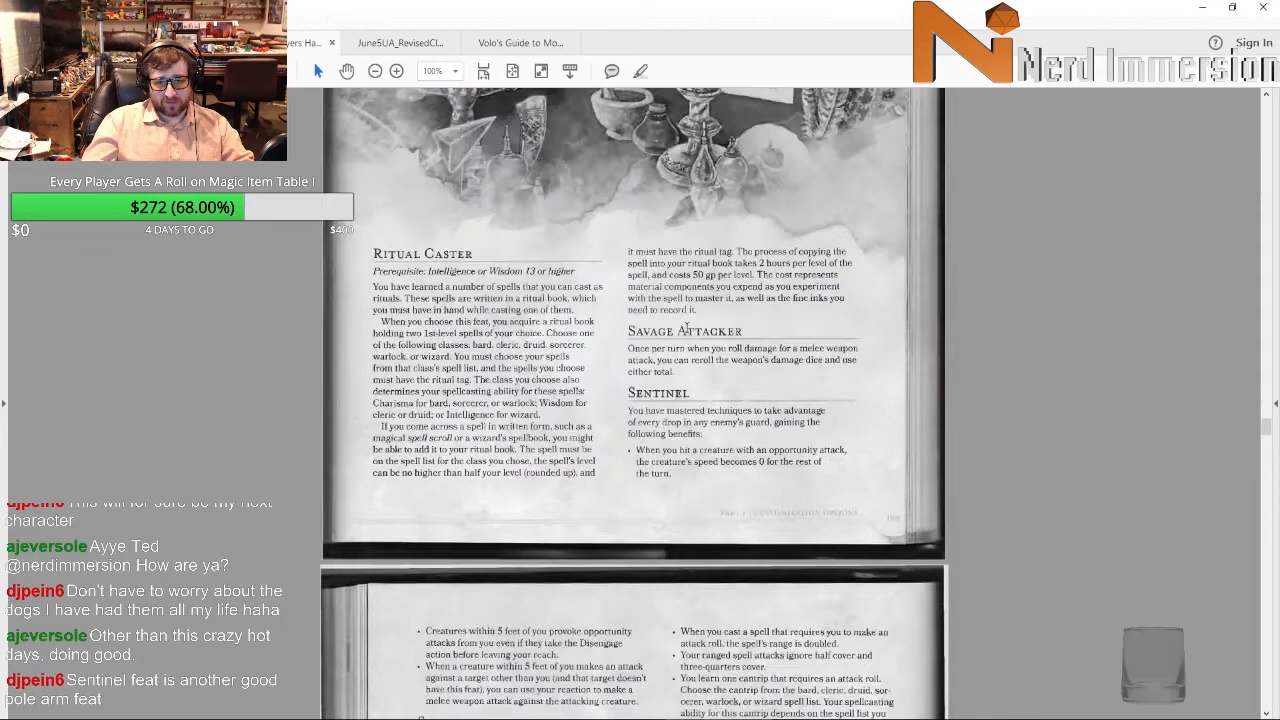 ers Ha...
June5UA_RevisedCl...
Volo's Guide to Mo...
Sign In
100%
Nerd Immersion
Every Player Gets A Roll on Magic Item Table I
$272 (68.00%)
$0
4 DAYS TO GO
$400
RITUAL CASTER
Prerequisite: Intelligence or Wisdom 13 or higher
You have learned a number of spells that you can cast as
rituals. These spells are written in a ritual book, which
you must have in hand while casting one of them.
When you choose this feat, you acquire a ritual book
holding two 1st-level spells of your choice. Choose one
of the following classes: bard, cleric, druid, sorcerer,
warlock, or wizard. You must choose your spells
from that class's spell list, and the spells you choose
must have the ritual tag. The class you choose also
determines your spellcasting ability for these spells:
Charisma for bard, sorcerer, or warlock; Wisdom for
cleric or druid; or Intelligence for wizard.
If you come across a spell in written form, such as a
magical spell scroll or a wizard's spellbook, you might
be able to add it to your ritual book. The spell must be
on the spell list for the class you chose, the spell's level
can be no higher than half your level (rounded up), and
it must have the ritual tag. The process of copying the
spell into your ritual book takes 2 hours per level of the
spell, and costs 50 gp per level. The cost represents
material components you expend as you experiment
with the spell to master it, as well as the fine inks you
need to record it.
SAVAGE ATTACKER
Once per turn when you roll damage for a melee weapon
attack, you can reroll the weapon's damage dice and use
either total.
SENTINEL
You have mastered techniques to take advantage
of every drop in any enemy's guard, gaining the
following benefits:
• When you hit a creature with an opportunity attack,
the creature's speed becomes 0 for the rest of
the turn.
PART 3 | CUSTOMIZATION OPTIONS
• Creatures within 5 feet of you provoke opportunity
attacks from you even if they take the Disengage
action before leaving your reach.
• When a creature within 5 feet of you makes an attack
against a target other than you (and that target doesn't
have this feat), you can use your reaction to make a
melee weapon attack against the attacking creature.
• When you cast a spell that requires you to make an
attack roll, the spell's range is doubled.
• Your ranged spell attacks ignore half cover and
three-quarters cover.
• You learn one cantrip that requires an attack roll.
Choose the cantrip from the bard, cleric, druid, sor-
cerer, warlock, or wizard spell list. Your spellcasting
ability for this cantrip depends on the spell list you
djpein6 This will for sure be my next
character
ajeversole Ayye Ted
@nerdimmersion How are ya?
djpein6 Don't have to worry about the
dogs I have had them all my life haha
ajeversole Other than this crazy hot
days, doing good.
djpein6 Sentinel feat is another good
pole arm feat